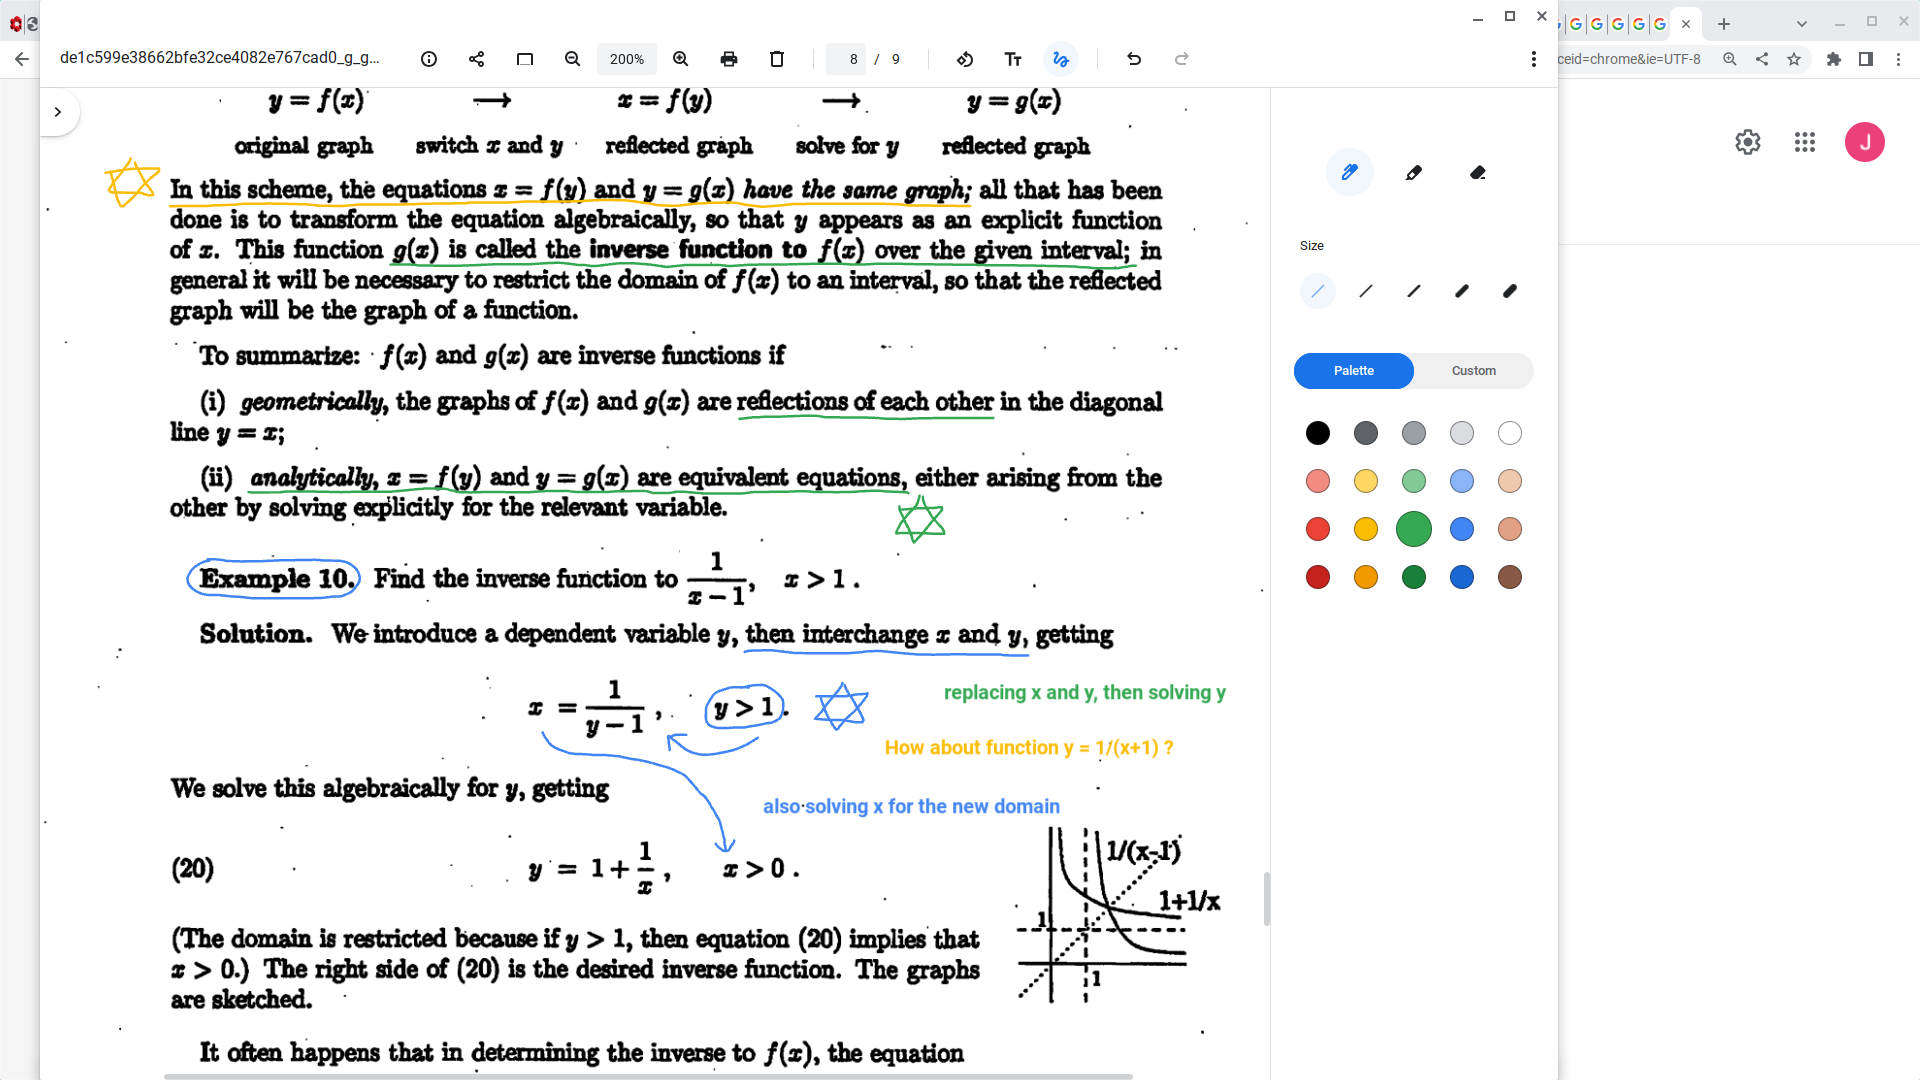 de1c599e38662bfe32ce4082e767cad0_g_g...
200%
8 / 9
ceid=chrome&ie=UTF-8
J
y = f(x) → x = f(y) → y = g(x)
original graph switch x and y reflected graph solve for y reflected graph
In this scheme, the equations x = f(y) and y = g(x) have the same graph; all that has been
done is to transform the equation algebraically, so that y appears as an explicit function
of x. This function g(x) is called the inverse function to f(x) over the given interval; in
general it will be necessary to restrict the domain of f(x) to an interval, so that the reflected
graph will be the graph of a function.
To summarize: f(x) and g(x) are inverse functions if
(i) geometrically, the graphs of f(x) and g(x) are reflections of each other in the diagonal
line y = x;
(ii) analytically, x = f(y) and y = g(x) are equivalent equations, either arising from the
other by solving explicitly for the relevant variable.
Example 10. Find the inverse function to 1/(x − 1), x > 1.
Solution. We introduce a dependent variable y, then interchange x and y, getting
x = 1/(y − 1), y > 1.
replacing x and y, then solving y
How about function y = 1/(x+1) ?
We solve this algebraically for y, getting
also solving x for the new domain
(20) y = 1 + 1/x, x > 0.
1/(x-1)
1+1/x
1
1
(The domain is restricted because if y > 1, then equation (20) implies that
x > 0.) The right side of (20) is the desired inverse function. The graphs
are sketched.
It often happens that in determining the inverse to f(x), the equation
Size
Palette
Custom